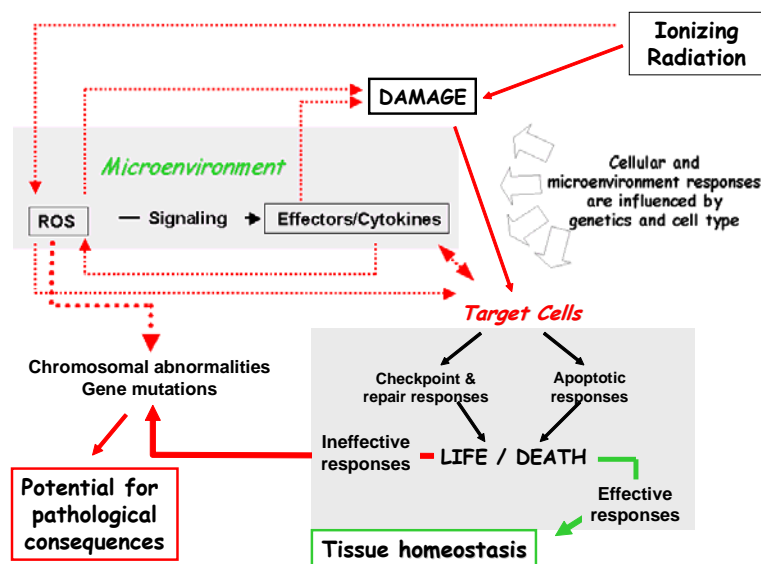 Ionizing
Radiation
DAMAGE
Microenvironment
Cellular and
microenvironment responses
are influenced by
genetics and cell type
ROS
Signaling
Effectors/Cytokines
Target Cells
Chromosomal abnormalities
Gene mutations
Checkpoint &
repair responses
Apoptotic
responses
Ineffective
responses
LIFE / DEATH
Potential for
pathological
consequences
Effective
responses
Tissue homeostasis